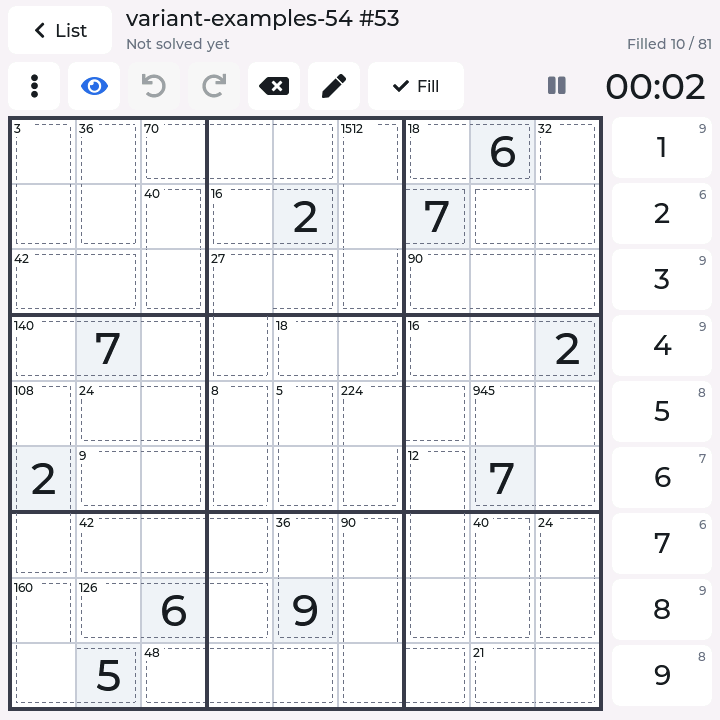 List
variant-examples-54 #53
Not solved yet
Filled 10 / 81
Fill
00:02
3 36 70 1512 18 6 32
40 16 2 7
42 27 90
140 7 18 16 2
108 24 8 5 224 945
2 9 12 7
42 36 90 40 24
160 126 6 9
5 48 21
1 9
2 6
3 9
4 9
5 8
6 7
7 6
8 9
9 8